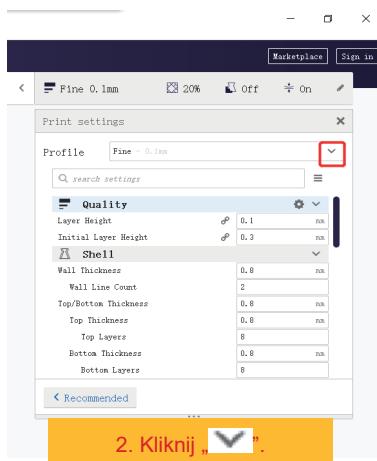 Marketplace Sign in
Fine 0.1mm 20% Off On
Print settings
Profile Fine - 0.1mm
search settings
Quality
Layer Height 0.1 mm
Initial Layer Height 0.3 mm
Shell
Wall Thickness 0.8 mm
Wall Line Count 2
Top/Bottom Thickness 0.8 mm
Top Thickness 0.8 mm
Top Layers 8
Bottom Thickness 0.8 mm
Bottom Layers 8
Recommended
2. Kliknij „ ”.